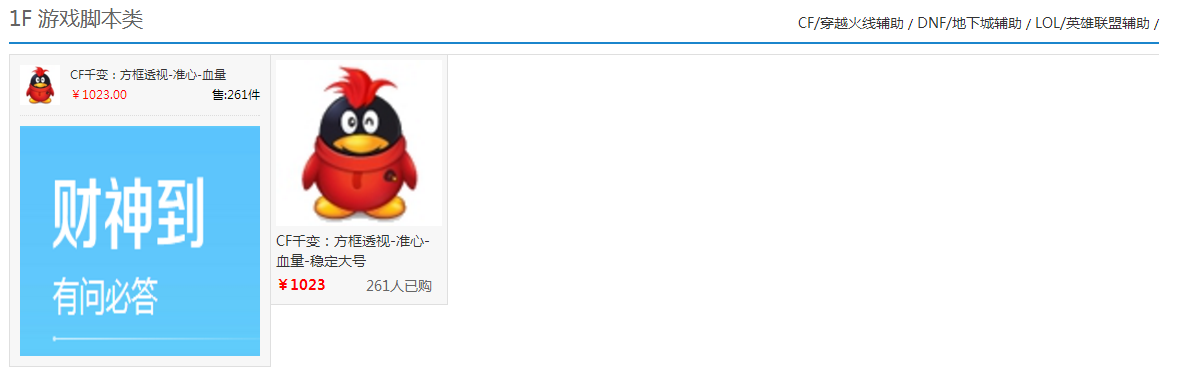 1F 游戏脚本类
CF/穿越火线辅助 / DNF/地下城辅助 / LOL/英雄联盟辅助 /
CF千变：方框透视-准心-血量
￥1023.00 售:261件
财神到
有问必答
CF千变：方框透视-准心-
血量-稳定大号
￥1023 261人已购